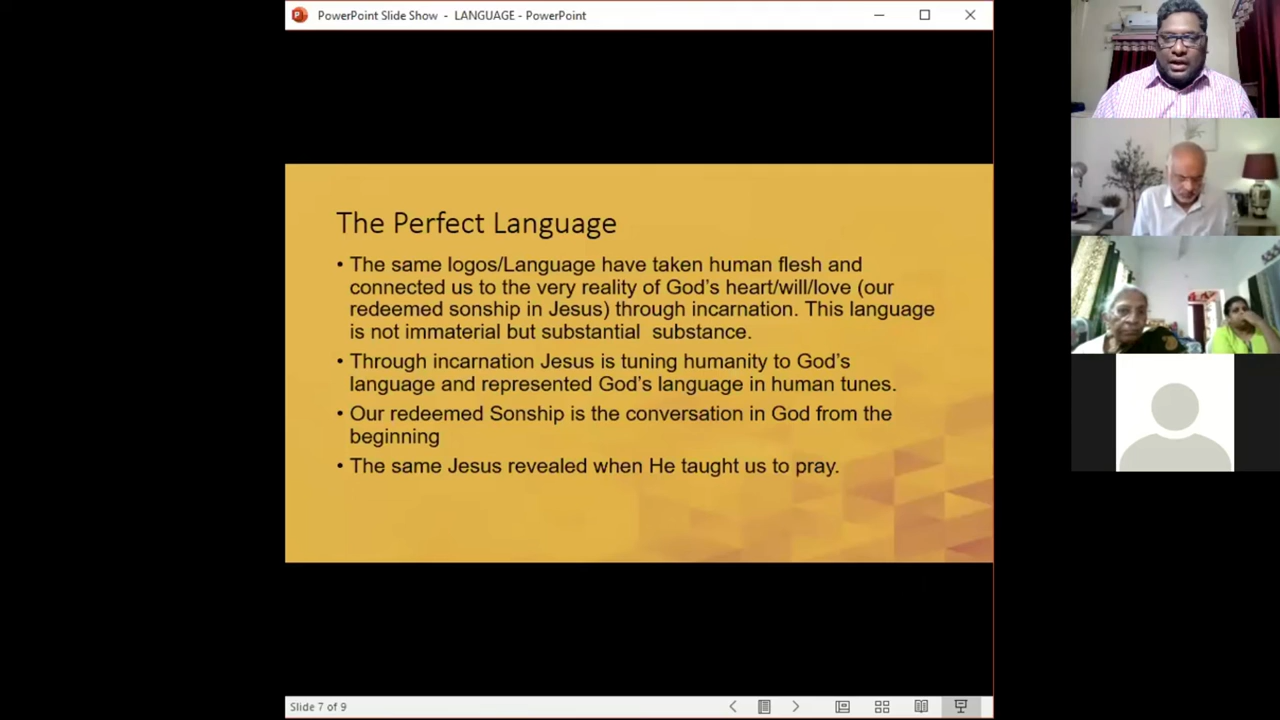 PowerPoint Slide Show - LANGUAGE - PowerPoint
The Perfect Language
• The same logos/Language have taken human flesh and
connected us to the very reality of God's heart/will/love (our
redeemed sonship in Jesus) through incarnation. This language
is not immaterial but substantial substance.
• Through incarnation Jesus is tuning humanity to God's
language and represented God's language in human tunes.
• Our redeemed Sonship is the conversation in God from the
beginning
• The same Jesus revealed when He taught us to pray.
Slide 7 of 9